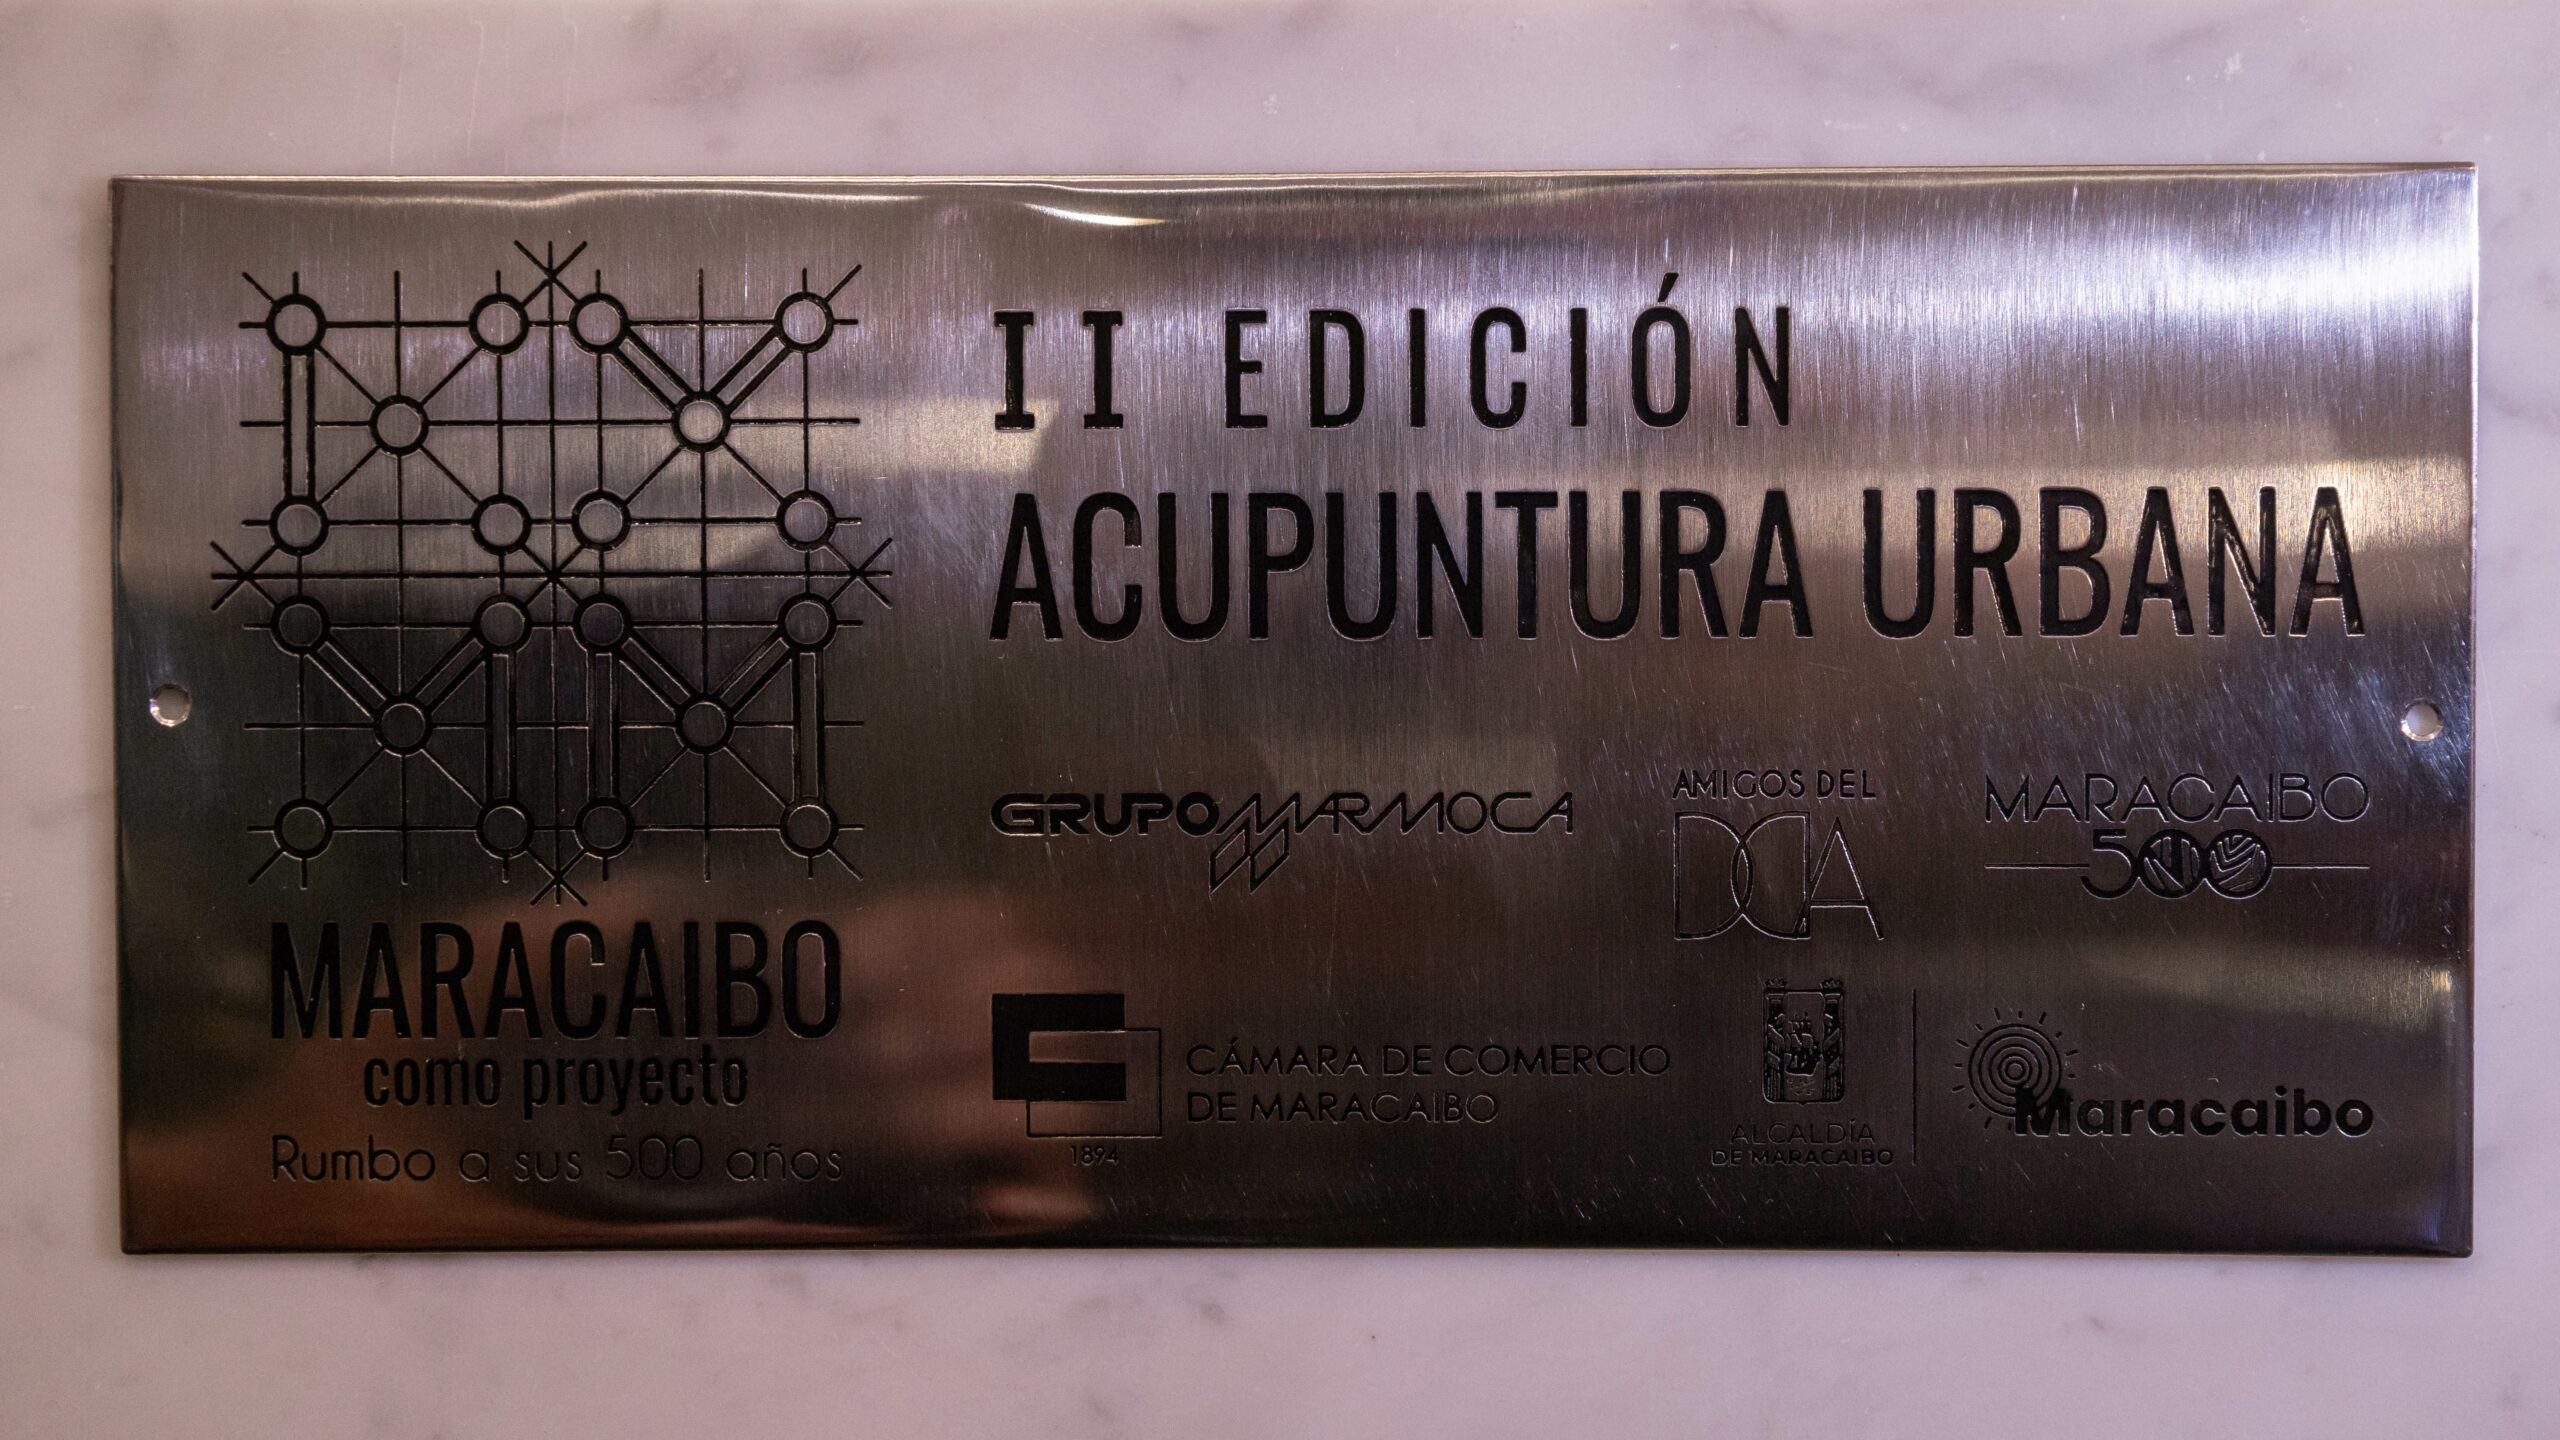 II EDICIÓN
ACUPUNTURA URBANA
MARACAIBO
como proyecto
Rumbo a sus 500 años
GRUPO MARMOCA
AMIGOS DEL
DCA
MARACAIBO
500
1894
CÁMARA DE COMERCIO
DE MARACAIBO
ALCALDÍA
DE MARACAIBO
Maracaibo